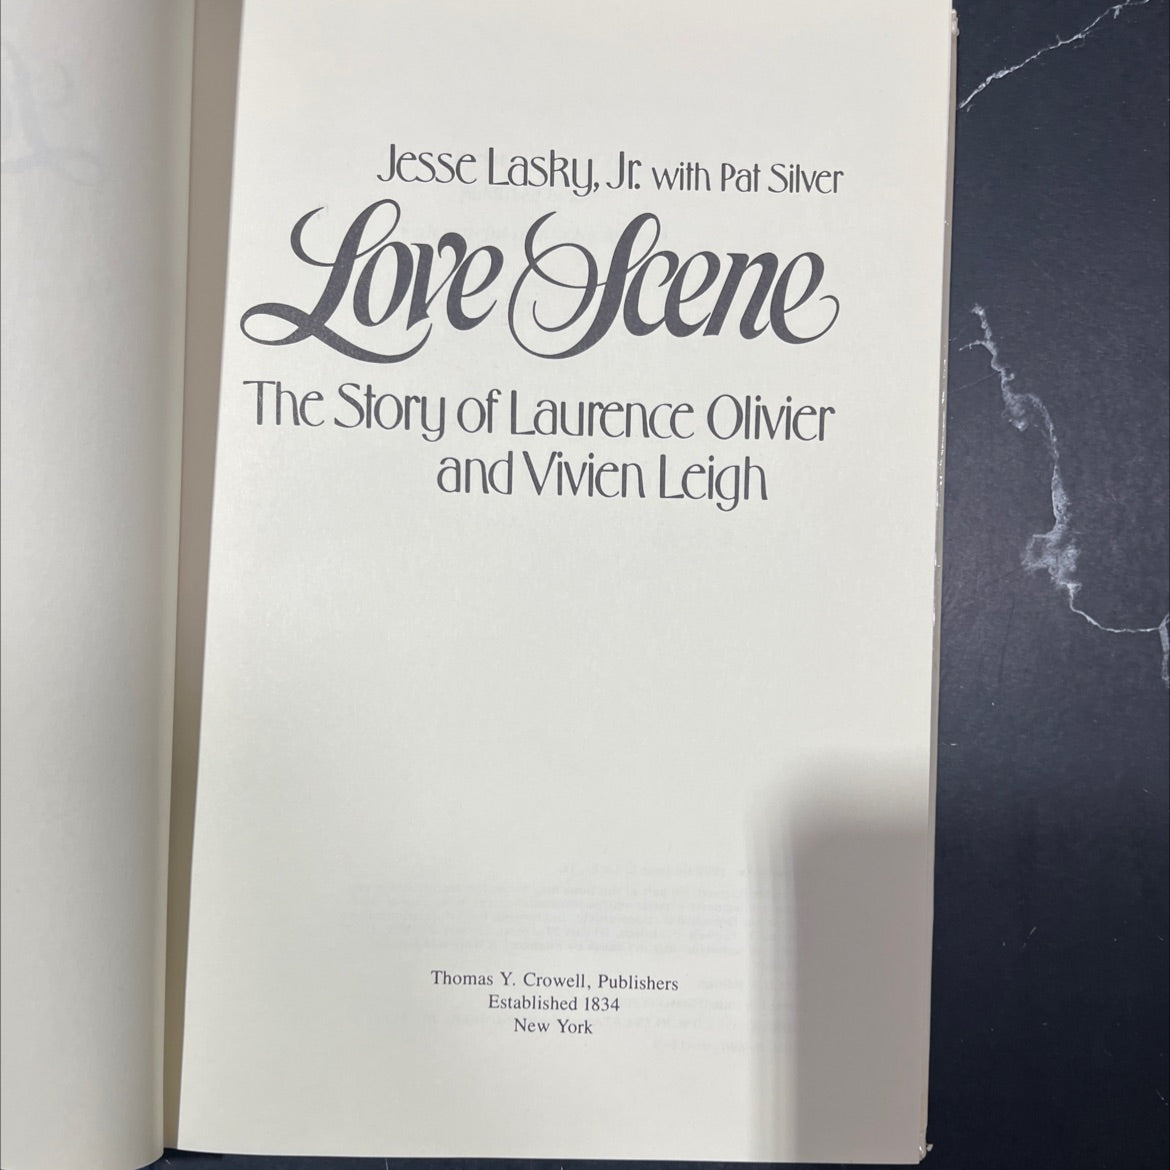 Jesse Lasky, Jr. with Pat Silver
Love Scene
The Story of Laurence Olivier
and Vivien Leigh
Thomas Y. Crowell, Publishers
Established 1834
New York